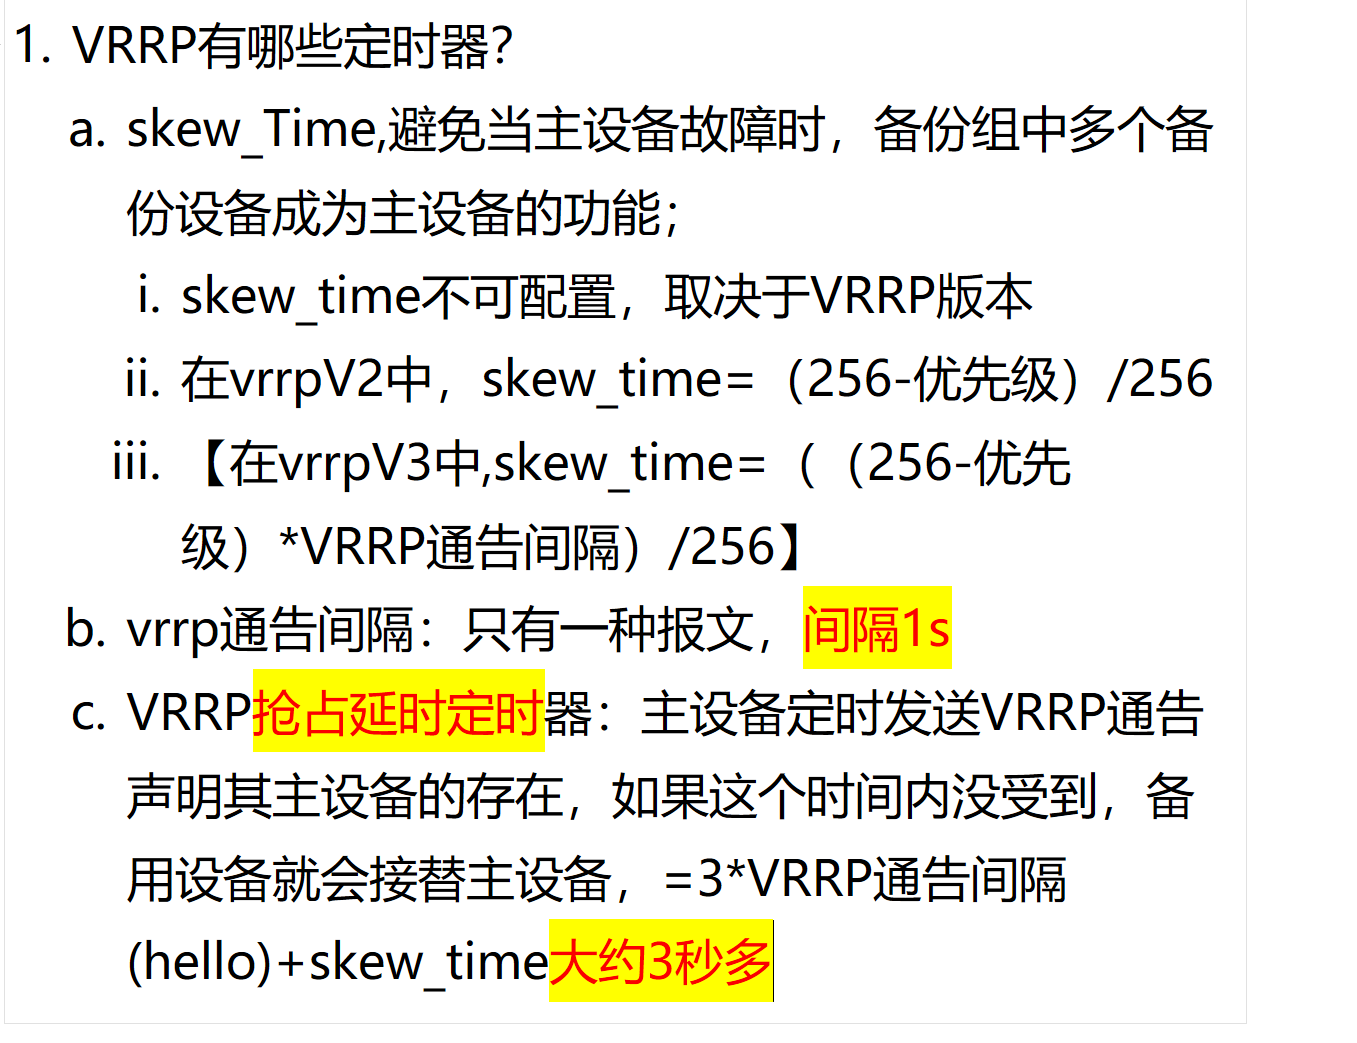 1. VRRP有哪些定时器？
a. skew_Time,避免当主设备故障时，备份组中多个备
份设备成为主设备的功能；
i. skew_time不可配置，取决于VRRP版本
ii. 在vrrpV2中，skew_time=（256-优先级）/256
iii. 【在vrrpV3中,skew_time=（（256-优先
级）*VRRP通告间隔）/256】
b. vrrp通告间隔：只有一种报文，间隔1s
c. VRRP抢占延时定时器：主设备定时发送VRRP通告
声明其主设备的存在，如果这个时间内没受到，备
用设备就会接替主设备，=3*VRRP通告间隔
(hello)+skew_time大约3秒多